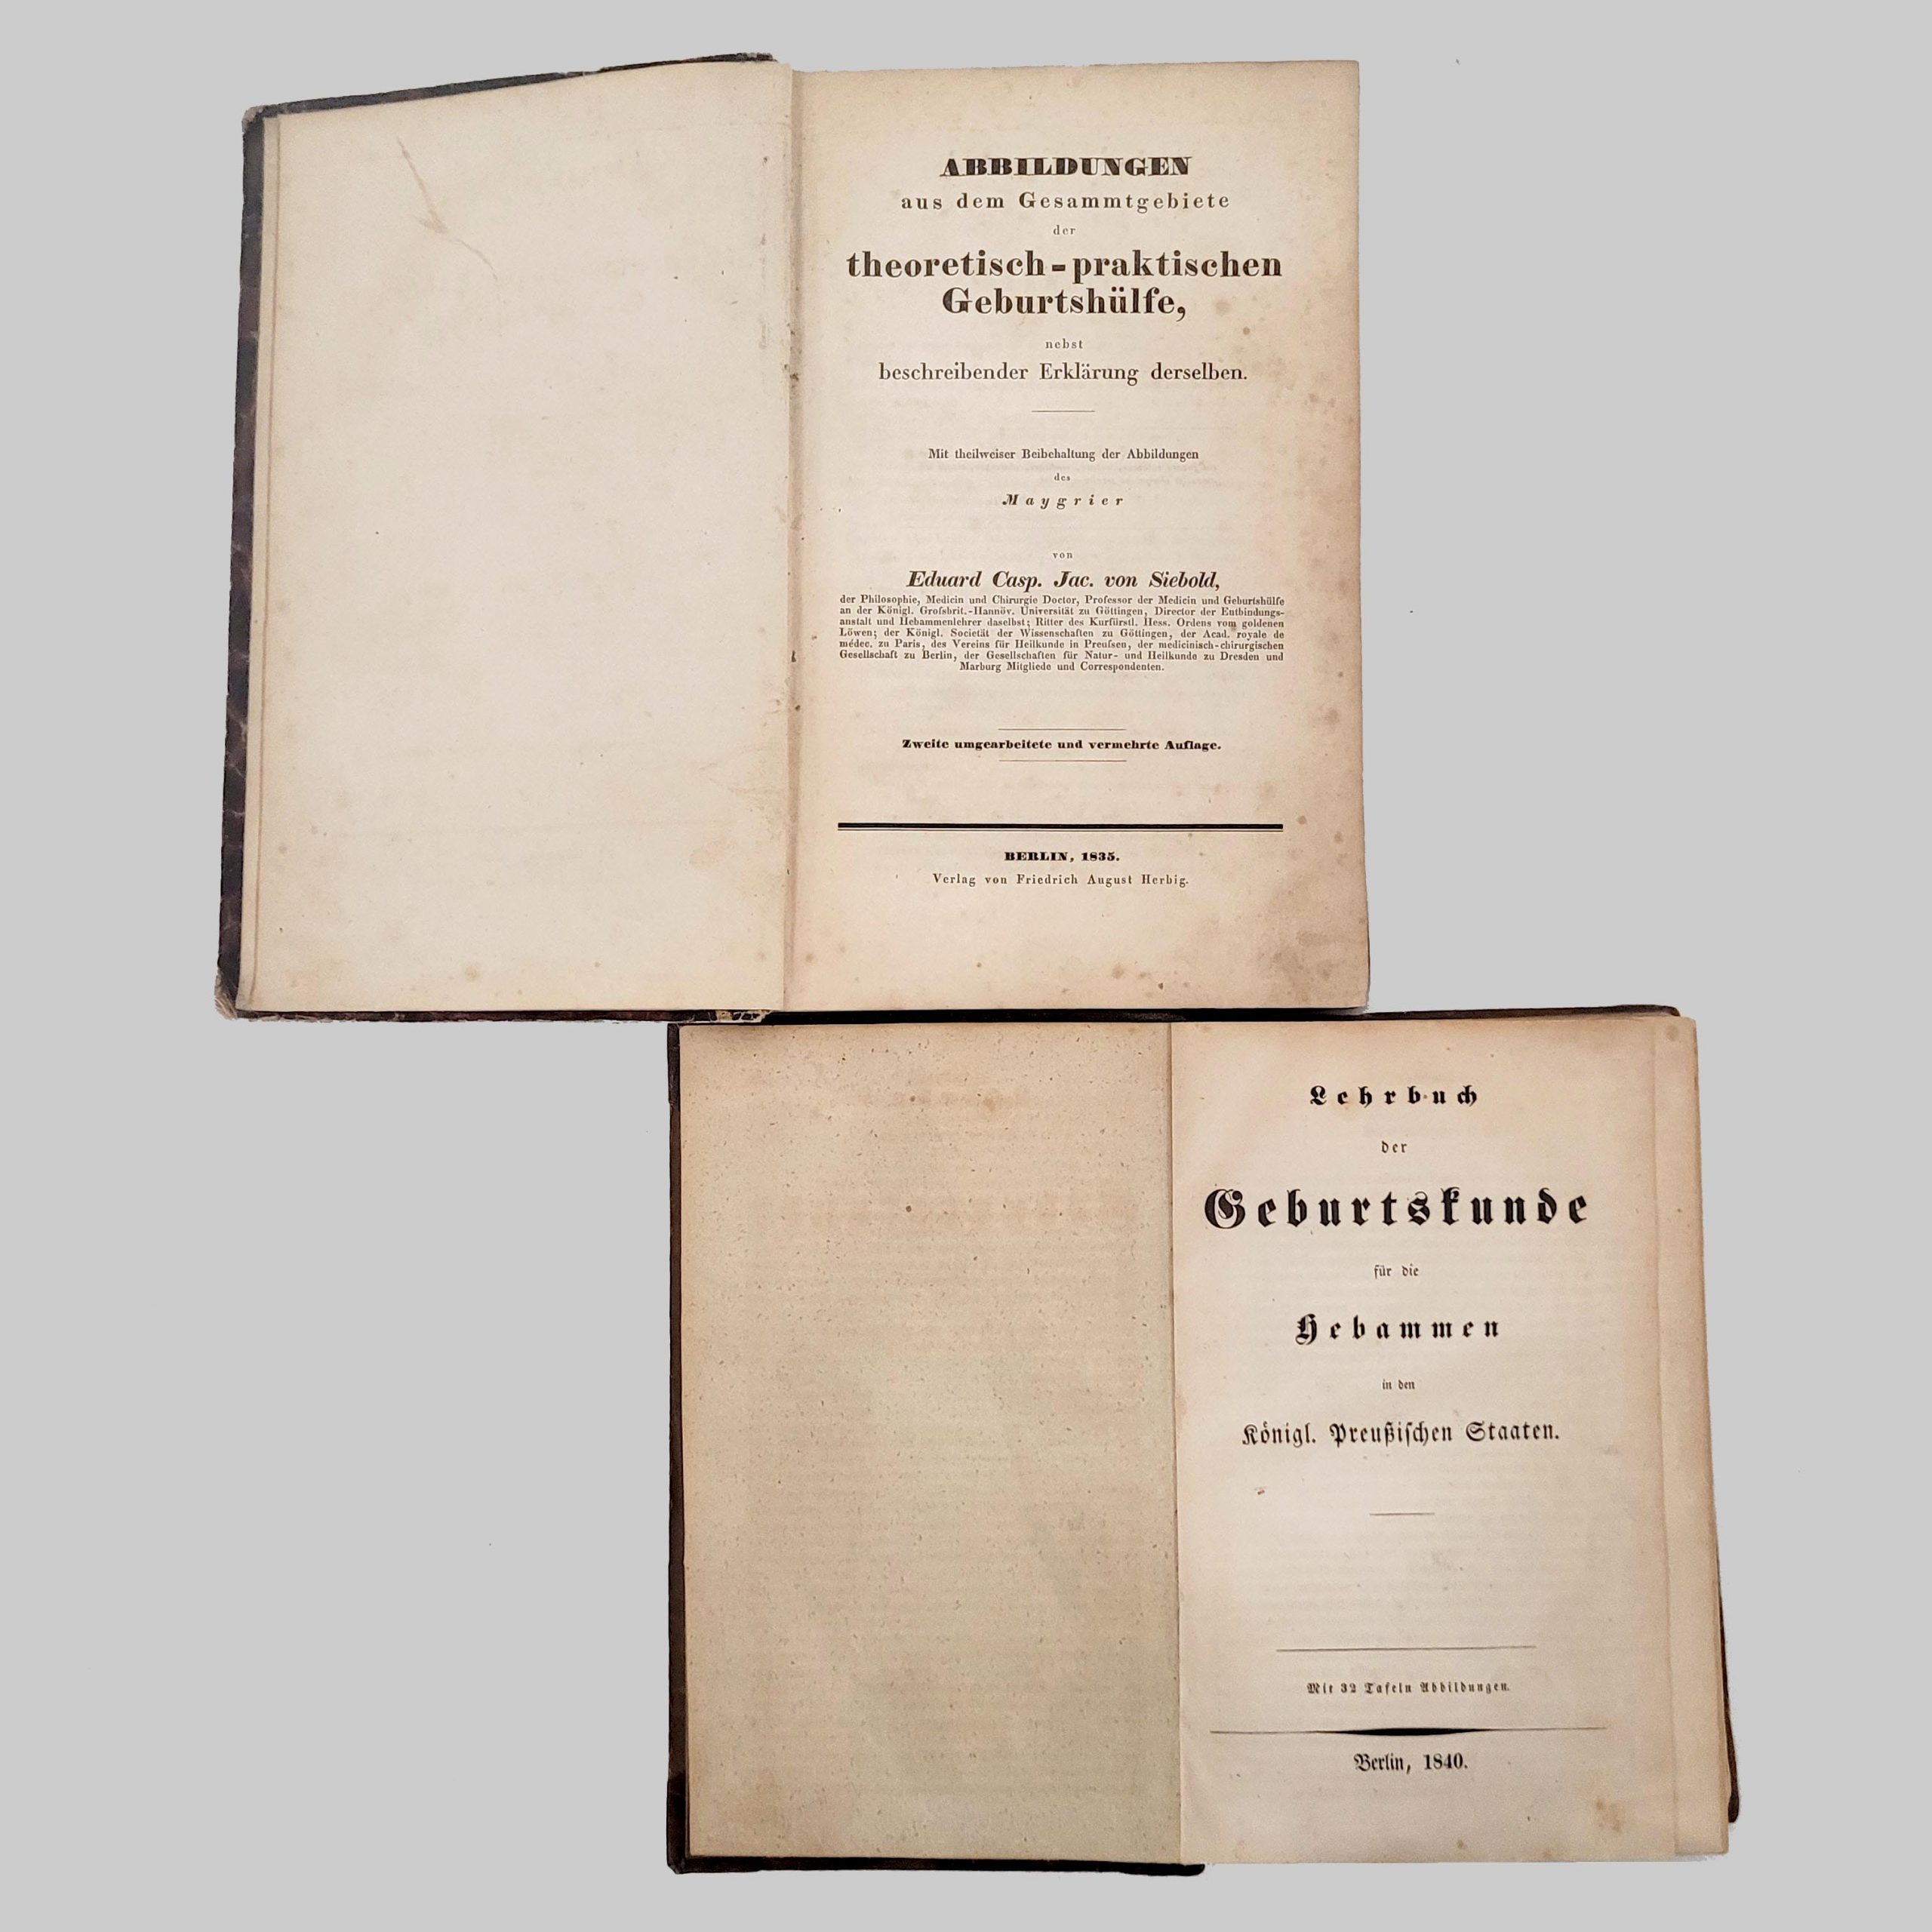 ABBILDUNGEN
aus dem Gesammtgebiete
der
theoretisch-praktischen
Geburtshülfe,
nebst
beschreibender Erklärung derselben.
Mit theilweiser Beibehaltung der Abbildungen
des
Maygrier
von
Eduard Casp. Jac. von Siebold,
der Philosophie, Medicin und Chirurgie Doctor, Professor der Medicin und Geburtshülfe
an der Königl. Grofsbrit.-Hannöv. Universität zu Göttingen, Director der Entbindungs-
anstalt und Hebammenlehrer daselbst; Ritter des Kurfürstl. Hess. Ordens vom goldenen
Löwen; der Königl. Societät der Wissenschaften zu Göttingen, der Acad. royale de
médec. zu Paris, des Vereins für Heilkunde in Preufsen, der medicinisch-chirurgischen
Gesellschaft zu Berlin, der Gesellschaften für Natur- und Heilkunde zu Dresden und
Marburg Mitgliede und Correspondenten.
Zweite umgearbeitete und vermehrte Auflage.
BERLIN, 1835.
Verlag von Friedrich August Herbig.
Lehrbuch
der
Geburtskunde
für die
Hebammen
in den
Königl. Preußischen Staaten.
Mit 32 Tafeln Abbildungen.
Berlin, 1840.